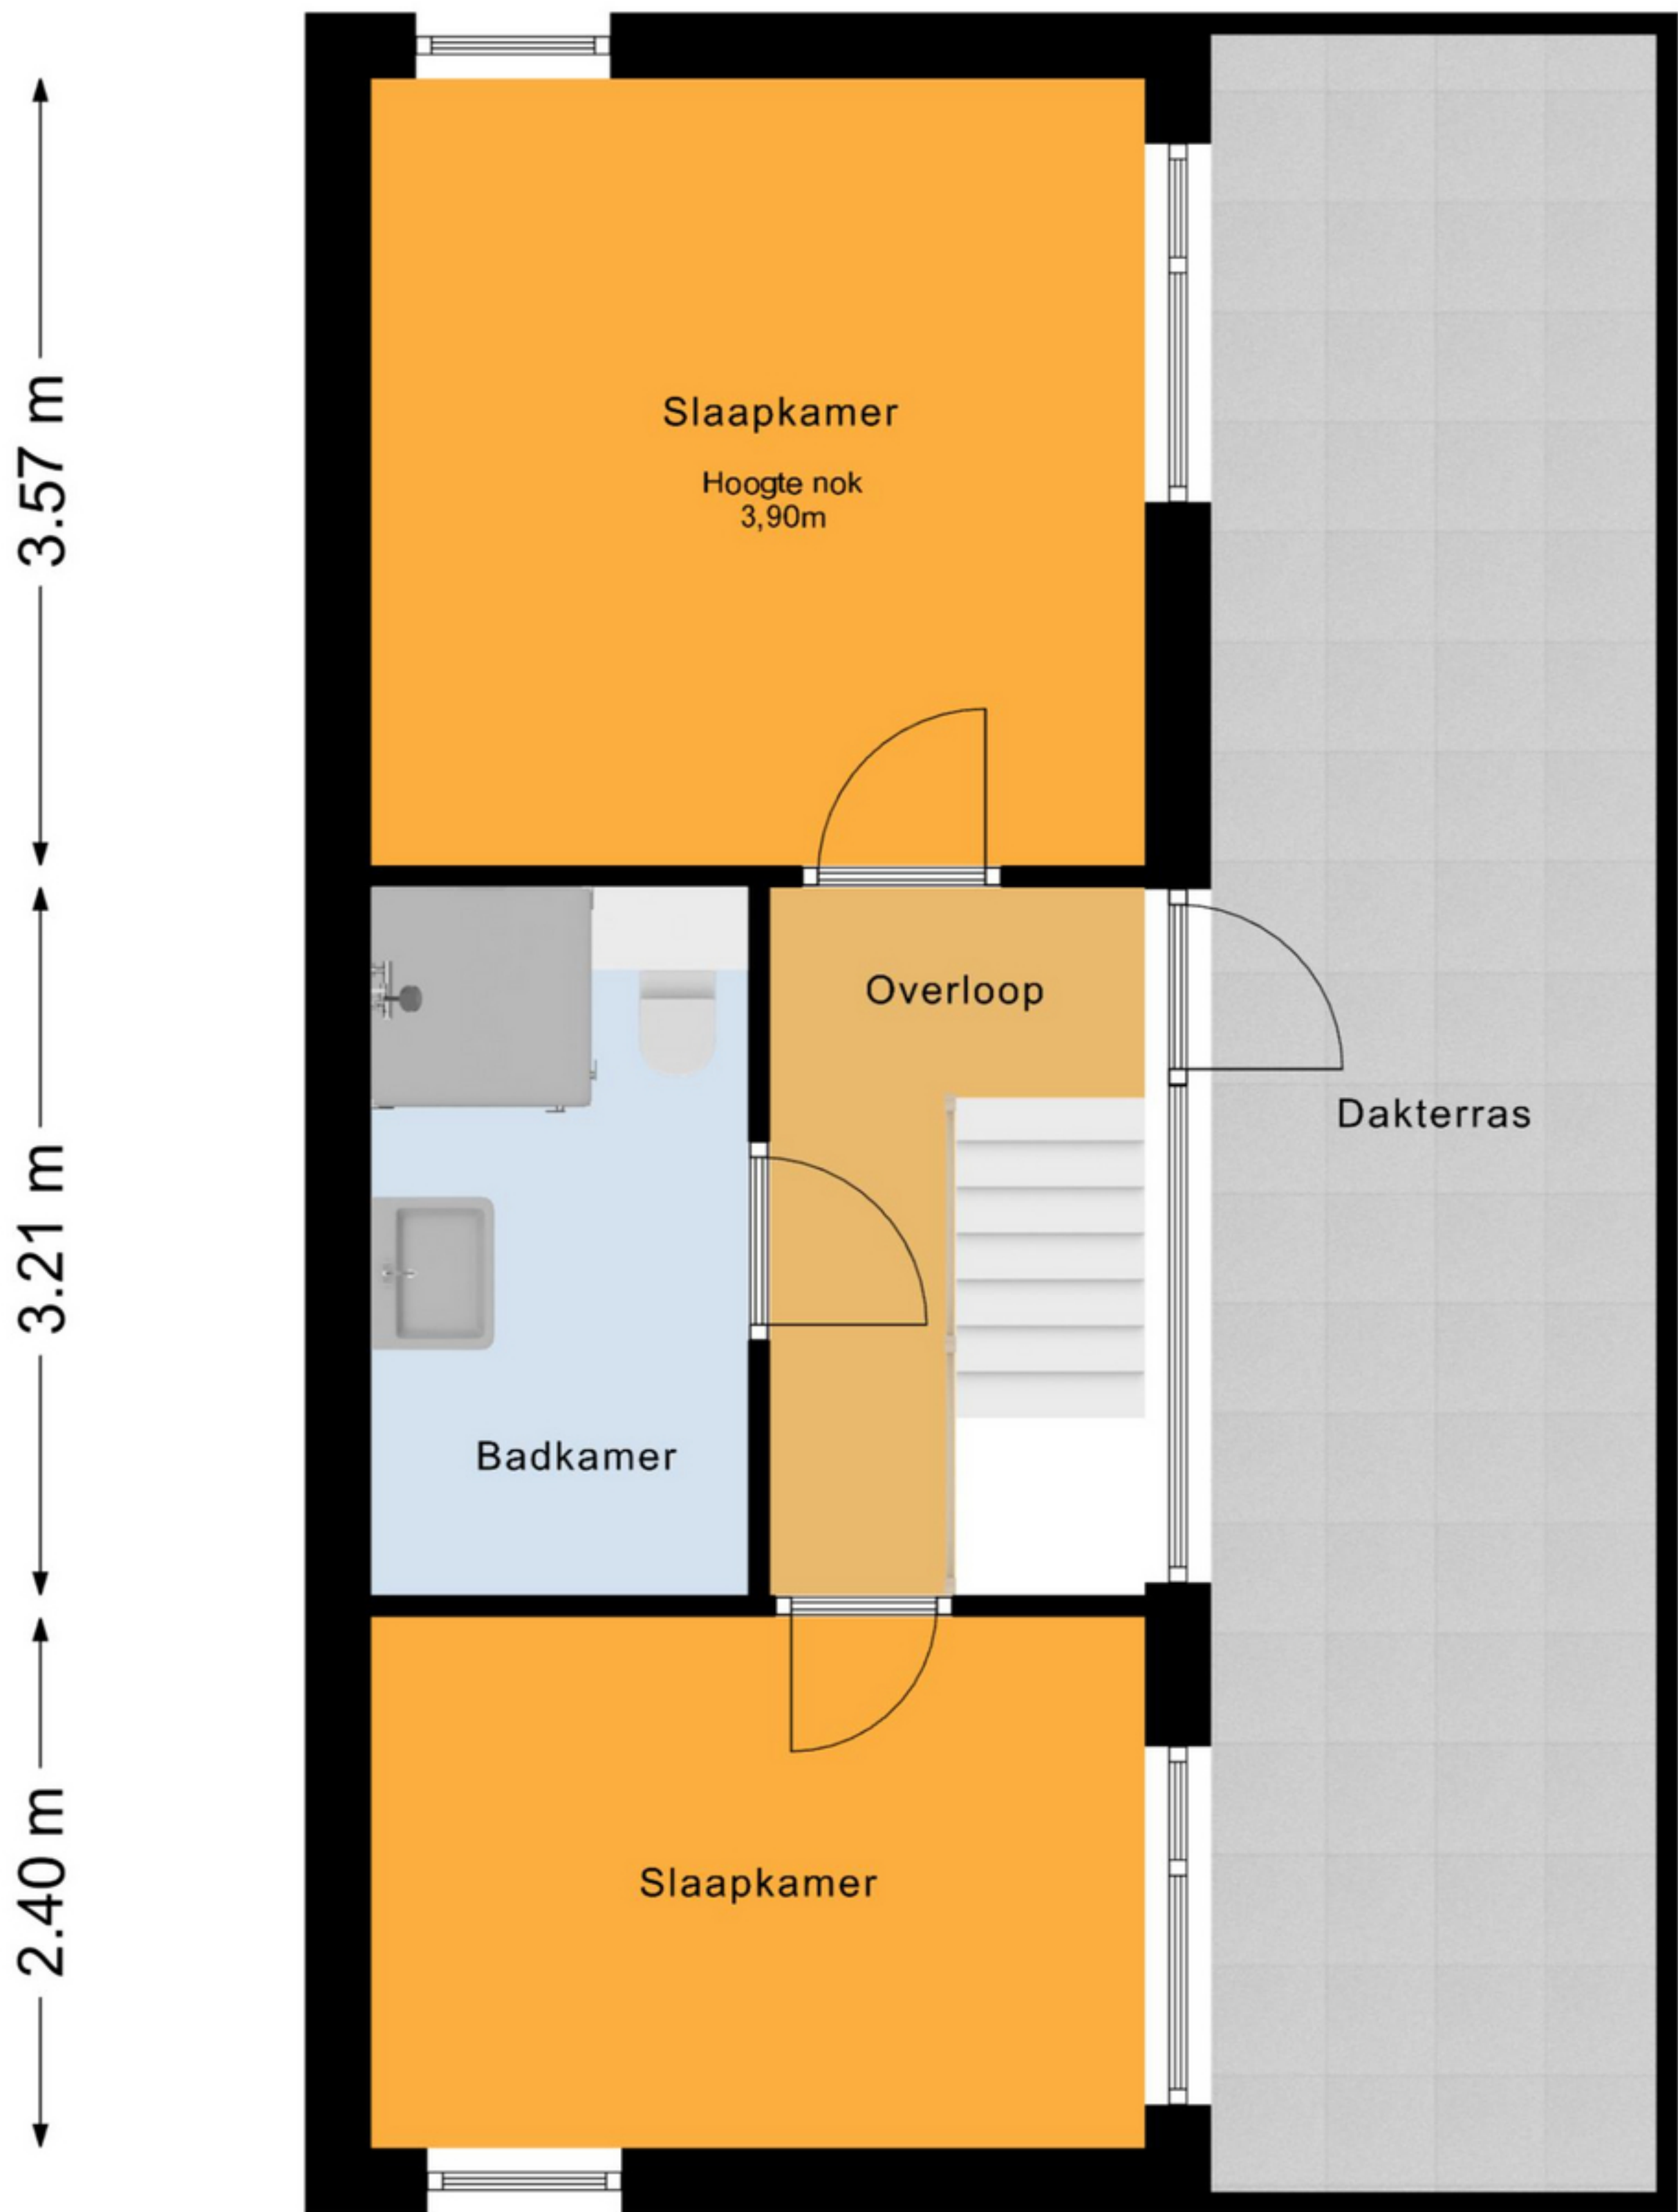 3.57 m
Slaapkamer
Hoogte nok
3,90m
Overloop
Dakterras
3.21 m
Badkamer
2.40 m
Slaapkamer